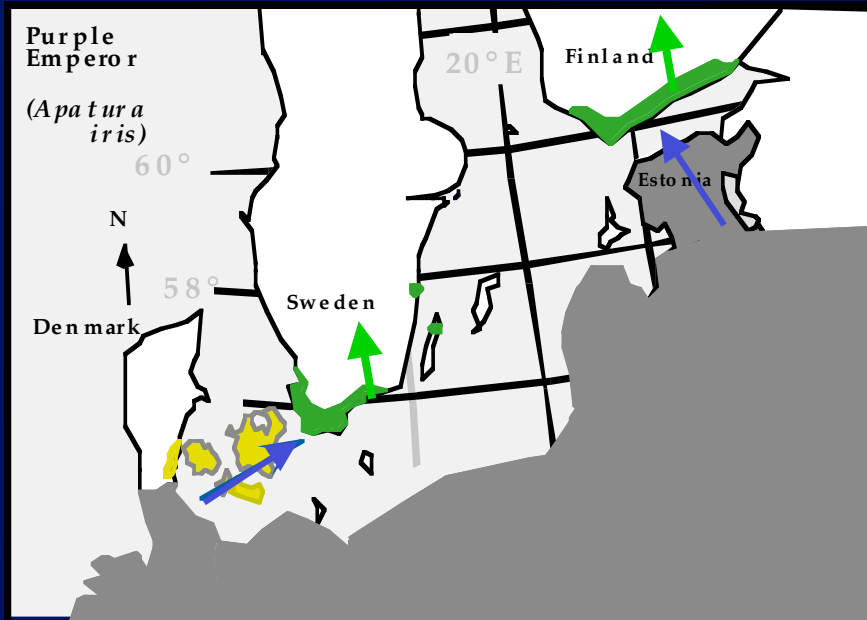 Purple
Emperor
(Apatura
iris)
20°E
Finland
60°
Estonia
N
58°
Sweden
Denmark